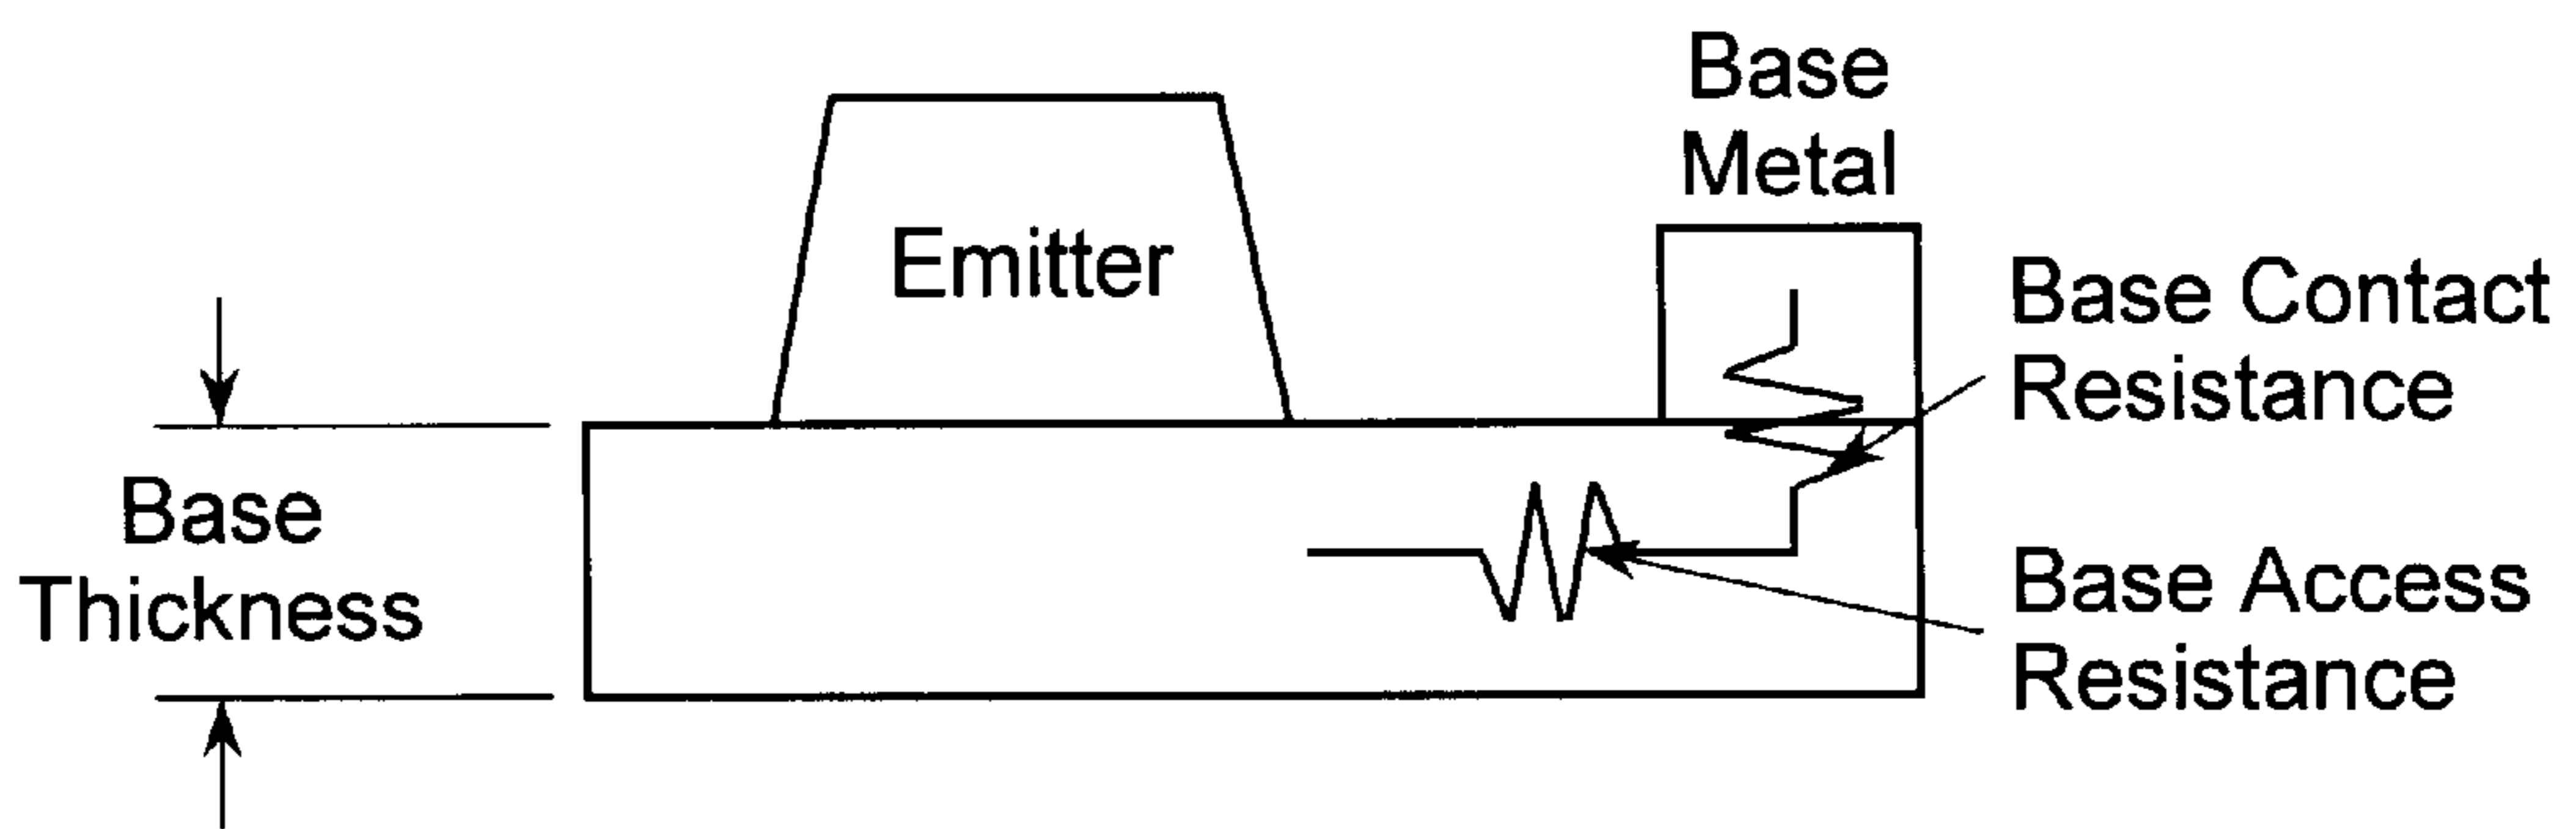 Base
Metal
Emitter
Base Contact
Resistance
Base
Thickness
Base Access
Resistance